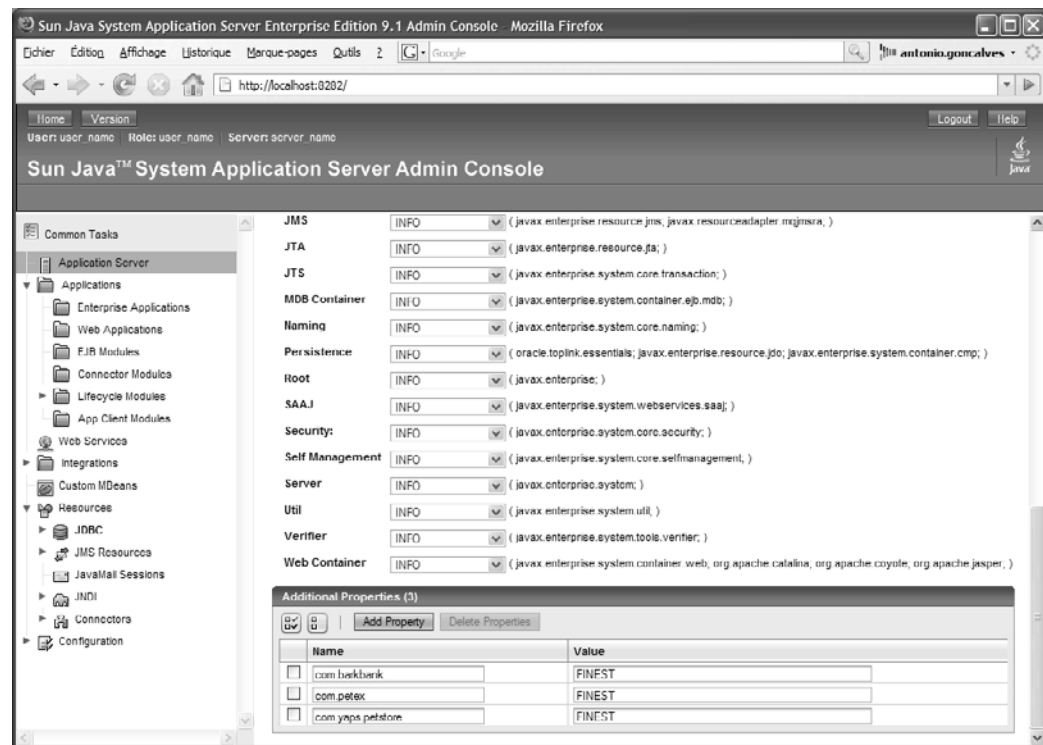 Sun Java System Application Server Enterprise Edition 9.1 Admin Console - Mozilla Firefox
Fichier Édition Affichage Historique Marque-pages Outils ? G Google antonio.goncalves
http://localhost:8282/
Home Version Logout Help
User: user_name Role: user_name Server: server_name
Sun Java™ System Application Server Admin Console
Java
Common Tasks
Application Server
Applications
Enterprise Applications
Web Applications
EJB Modules
Connector Modules
Lifecycle Modules
App Client Modules
Web Services
Integrations
Custom MBeans
Resources
JDBC
JMS Resources
JavaMail Sessions
JNDI
Connectors
Configuration
JMS INFO ( javax.enterprise.resource.jms; javax.resourceadapter.mqjmsra; )
JTA INFO ( javax.enterprise.resource.jta; )
JTS INFO ( javax.enterprise.system.core.transaction; )
MDB Container INFO ( javax.enterprise.system.container.ejb.mdb; )
Naming INFO ( javax.enterprise.system.core.naming; )
Persistence INFO ( oracle.toplink.essentials; javax.enterprise.resource.jdo; javax.enterprise.system.container.cmp; )
Root INFO ( javax.enterprise; )
SAAJ INFO ( javax.enterprise.system.webservices.saaj; )
Security: INFO ( javax.enterprise.system.core.security; )
Self Management INFO ( javax.enterprise.system.core.selfmanagement; )
Server INFO ( javax.enterprise.system; )
Util INFO ( javax.enterprise.system.util; )
Verifier INFO ( javax.enterprise.system.tools.verifier; )
Web Container INFO ( javax.enterprise.system.container.web; org.apache.catalina; org.apache.coyote; org.apache.jasper; )
Additional Properties (3)
Add Property Delete Properties
Name Value
com.barkbank FINEST
com.petex FINEST
com.yaps.petstore FINEST